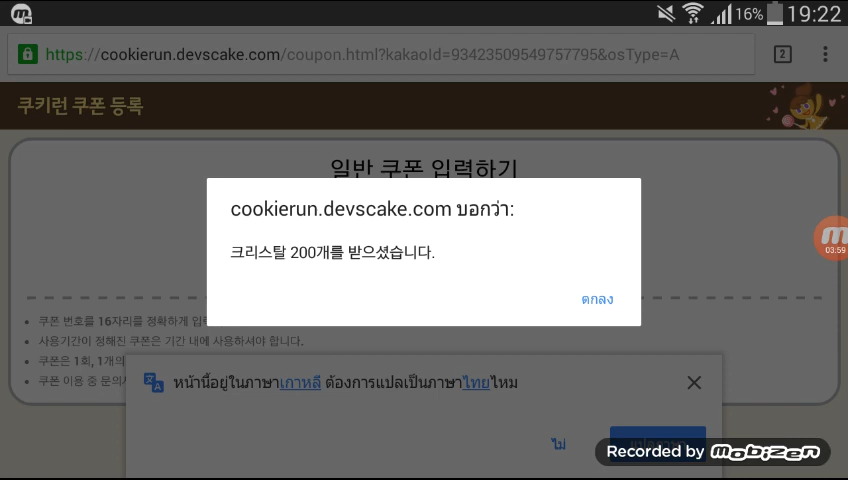 16%
19:22
https://cookierun.devscake.com/coupon.html?kakaoId=93423509549757795&osType=A
2
쿠키런 쿠폰 등록
일반 쿠폰 입력하기
cookierun.devscake.com บอกว่า:
크리스탈 200개를 받으셨습니다.
ตกลง
03:59
쿠폰 번호를 16자리를 정확하게 입력
사용기간이 정해진 쿠폰은 기간 내에 사용하셔야 합니다.
쿠폰은 1회, 1개의
쿠폰 이용 중 문의
หน้านี้อยู่ในภาษาเกาหลี ต้องการแปลเป็นภาษาไทยไหม
ไม่
Recorded by mobizen